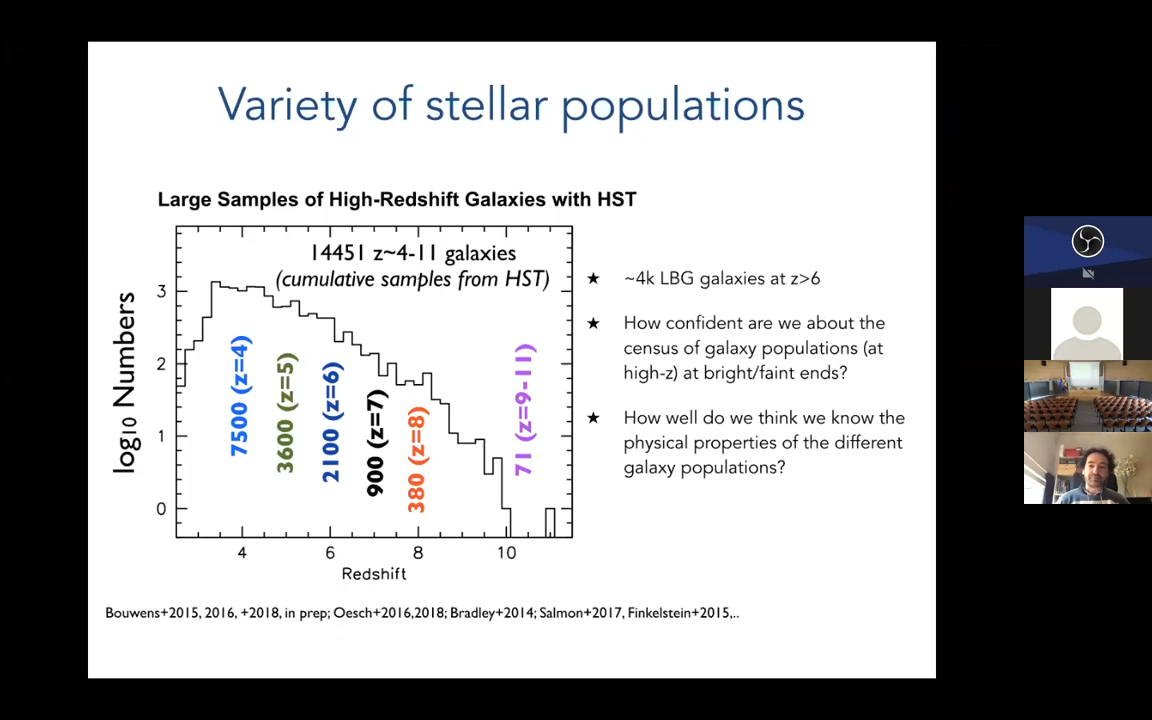 Variety of stellar populations
Large Samples of High-Redshift Galaxies with HST
14451 z~4-11 galaxies
(cumulative samples from HST)
log10 Numbers
3
2
1
0
7500 (z=4)
3600 (z=5)
2100 (z=6)
900 (z=7)
380 (z=8)
71 (z=9-11)
4 6 8 10
Redshift
★ ~4k LBG galaxies at z>6
★ How confident are we about the
census of galaxy populations (at
high-z) at bright/faint ends?
★ How well do we think we know the
physical properties of the different
galaxy populations?
Bouwens+2015, 2016, +2018, in prep; Oesch+2016,2018; Bradley+2014; Salmon+2017, Finkelstein+2015,..